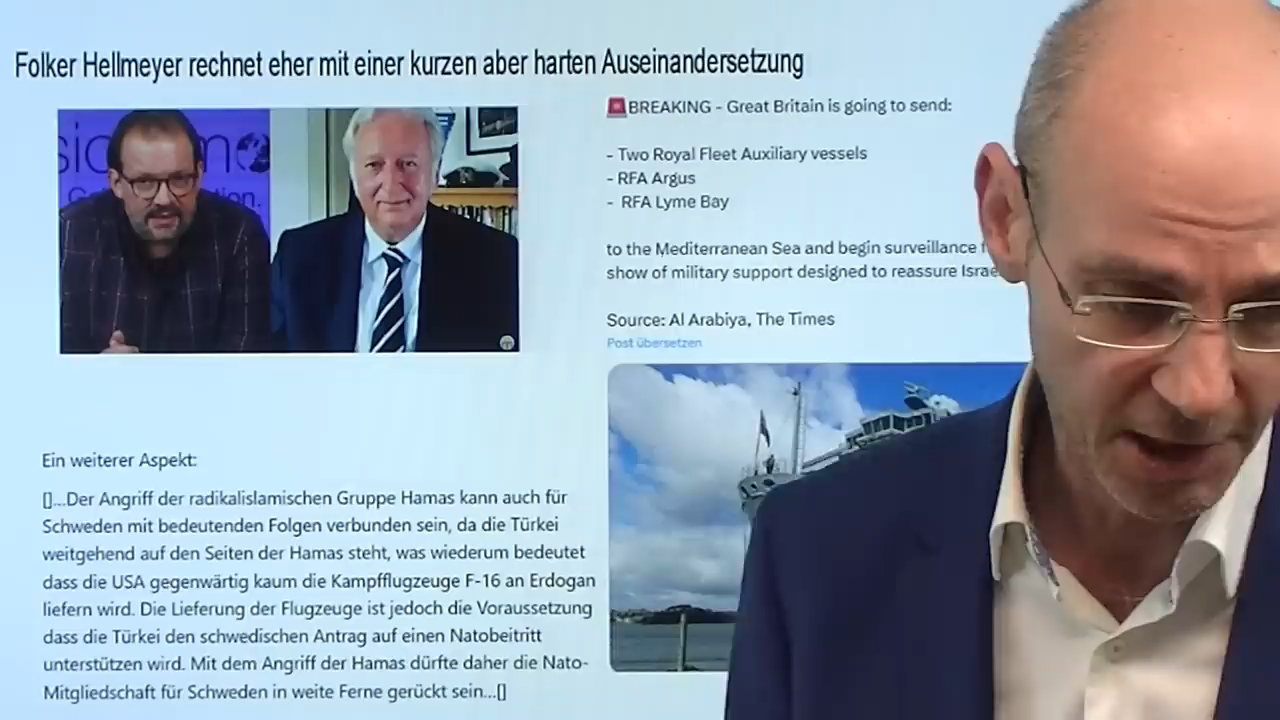 Folker Hellmeyer rechnet eher mit einer kurzen aber harten Auseinandersetzung
🚨BREAKING - Great Britain is going to send:
- Two Royal Fleet Auxiliary vessels
- RFA Argus
- RFA Lyme Bay
to the Mediterranean Sea and begin surveillance
show of military support designed to reassure
Source: Al Arabiya, The Times
Post übersetzen
Ein weiterer Aspekt:
[]...Der Angriff der radikalislamischen Gruppe Hamas kann auch für
Schweden mit bedeutenden Folgen verbunden sein, da die Türkei
weitgehend auf den Seiten der Hamas steht, was wiederum bedeutet
dass die USA gegenwärtig kaum die Kampfflugzeuge F-16 an Erdogan
liefern wird. Die Lieferung der Flugzeuge ist jedoch die Voraussetzung
dass die Türkei den schwedischen Antrag auf einen Natobeitritt
unterstützen wird. Mit dem Angriff der Hamas dürfte daher die Nato-
Mitgliedschaft für Schweden in weite Ferne gerückt sein...[]